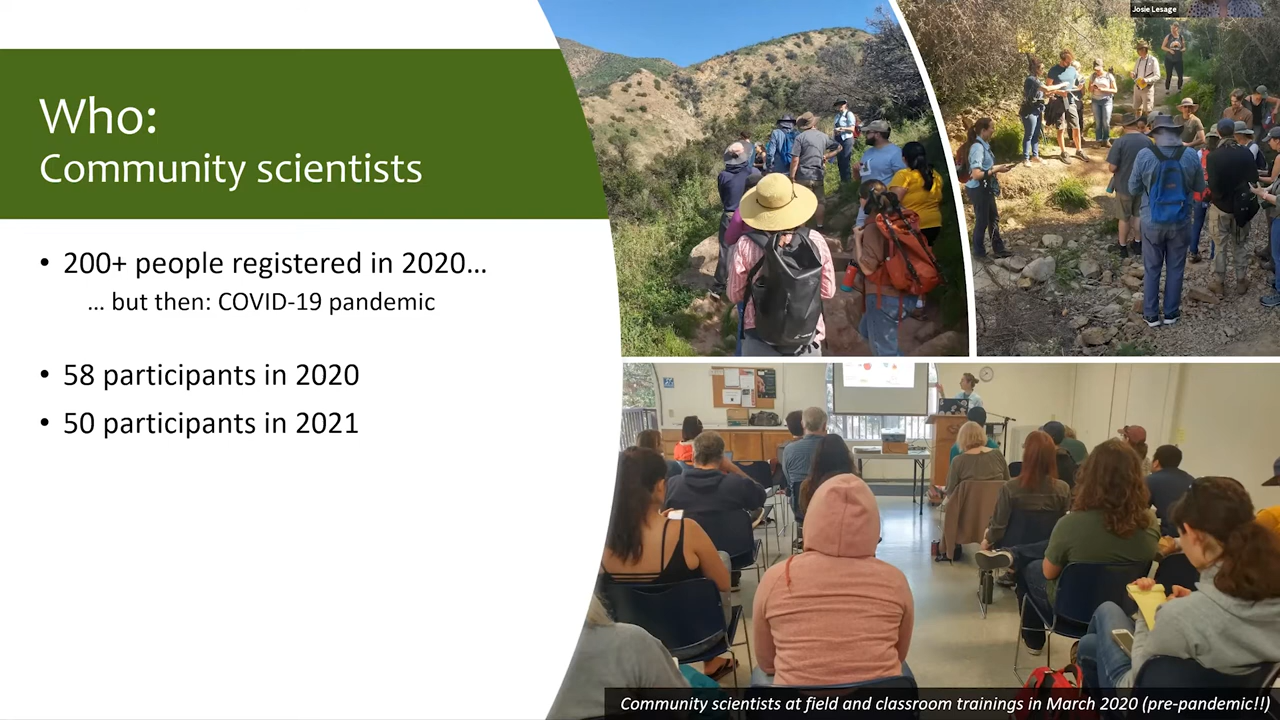 Josie Lesage
Who:
Community scientists
• 200+ people registered in 2020...
... but then: COVID-19 pandemic
• 58 participants in 2020
• 50 participants in 2021
Community scientists at field and classroom trainings in March 2020 (pre-pandemic!!)